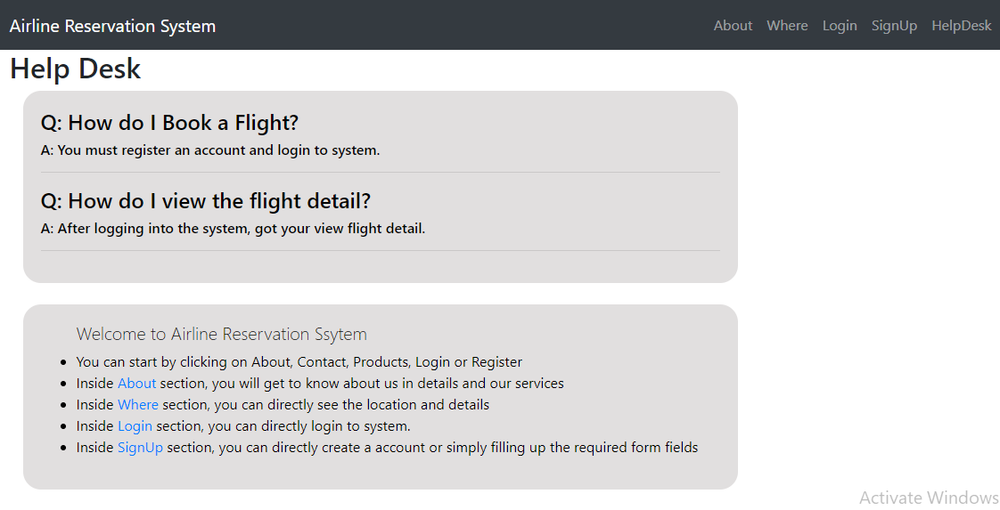 Airline Reservation System
About Where Login SignUp HelpDesk
Help Desk
Q: How do I Book a Flight?
A: You must register an account and login to system.
Q: How do I view the flight detail?
A: After logging into the system, got your view flight detail.
Welcome to Airline Reservation Ssytem
You can start by clicking on About, Contact, Products, Login or Register
Inside About section, you will get to know about us in details and our services
Inside Where section, you can directly see the location and details
Inside Login section, you can directly login to system.
Inside SignUp section, you can directly create a account or simply filling up the required form fields
Activate Windows